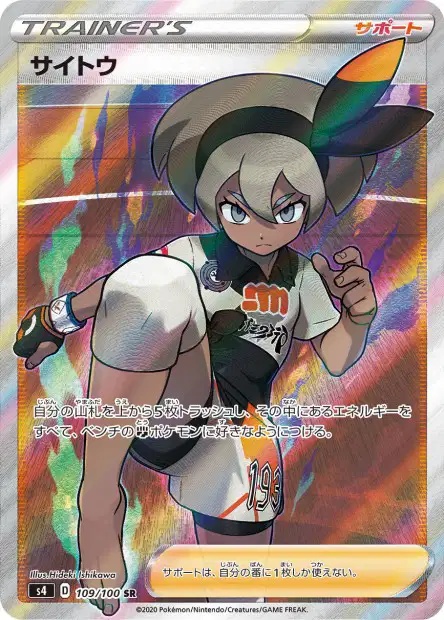 TRAINER'S
サポート
サイトウ
自分の山札を上から5枚トラッシュし、その中にあるエネルギーを
すべて、ベンチのポケモンに好きなようにつける。
196
Illus.Hideki Ishikawa
サポートは、自分の番に1枚しか使えない。
s4 D 109/100 SR
©2020 Pokémon/Nintendo/Creatures/GAME FREAK.